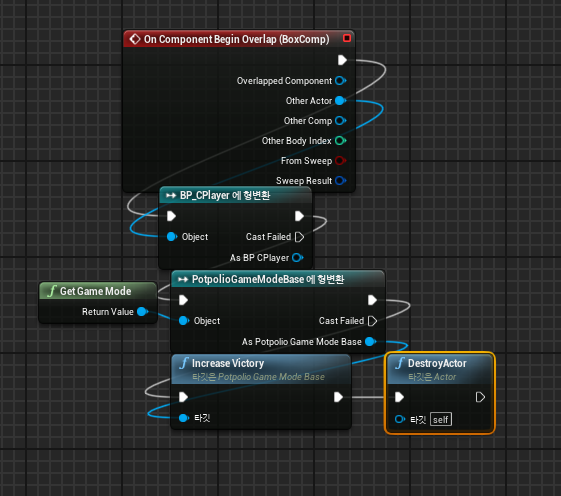 On Component Begin Overlap (BoxComp)
Overlapped Component
Other Actor
Other Comp
Other Body Index
From Sweep
Sweep Result
BP_CPlayer 에 형변환
Object
Cast Failed
As BP CPlayer
PotpolioGameModeBase 에 형변환
f Get Game Mode
Return Value
Object
Cast Failed
As Potpolio Game Mode Base
f Increase Victory
타깃은 Potpolio Game Mode Base
타깃
f DestroyActor
타깃은 Actor
타깃 self